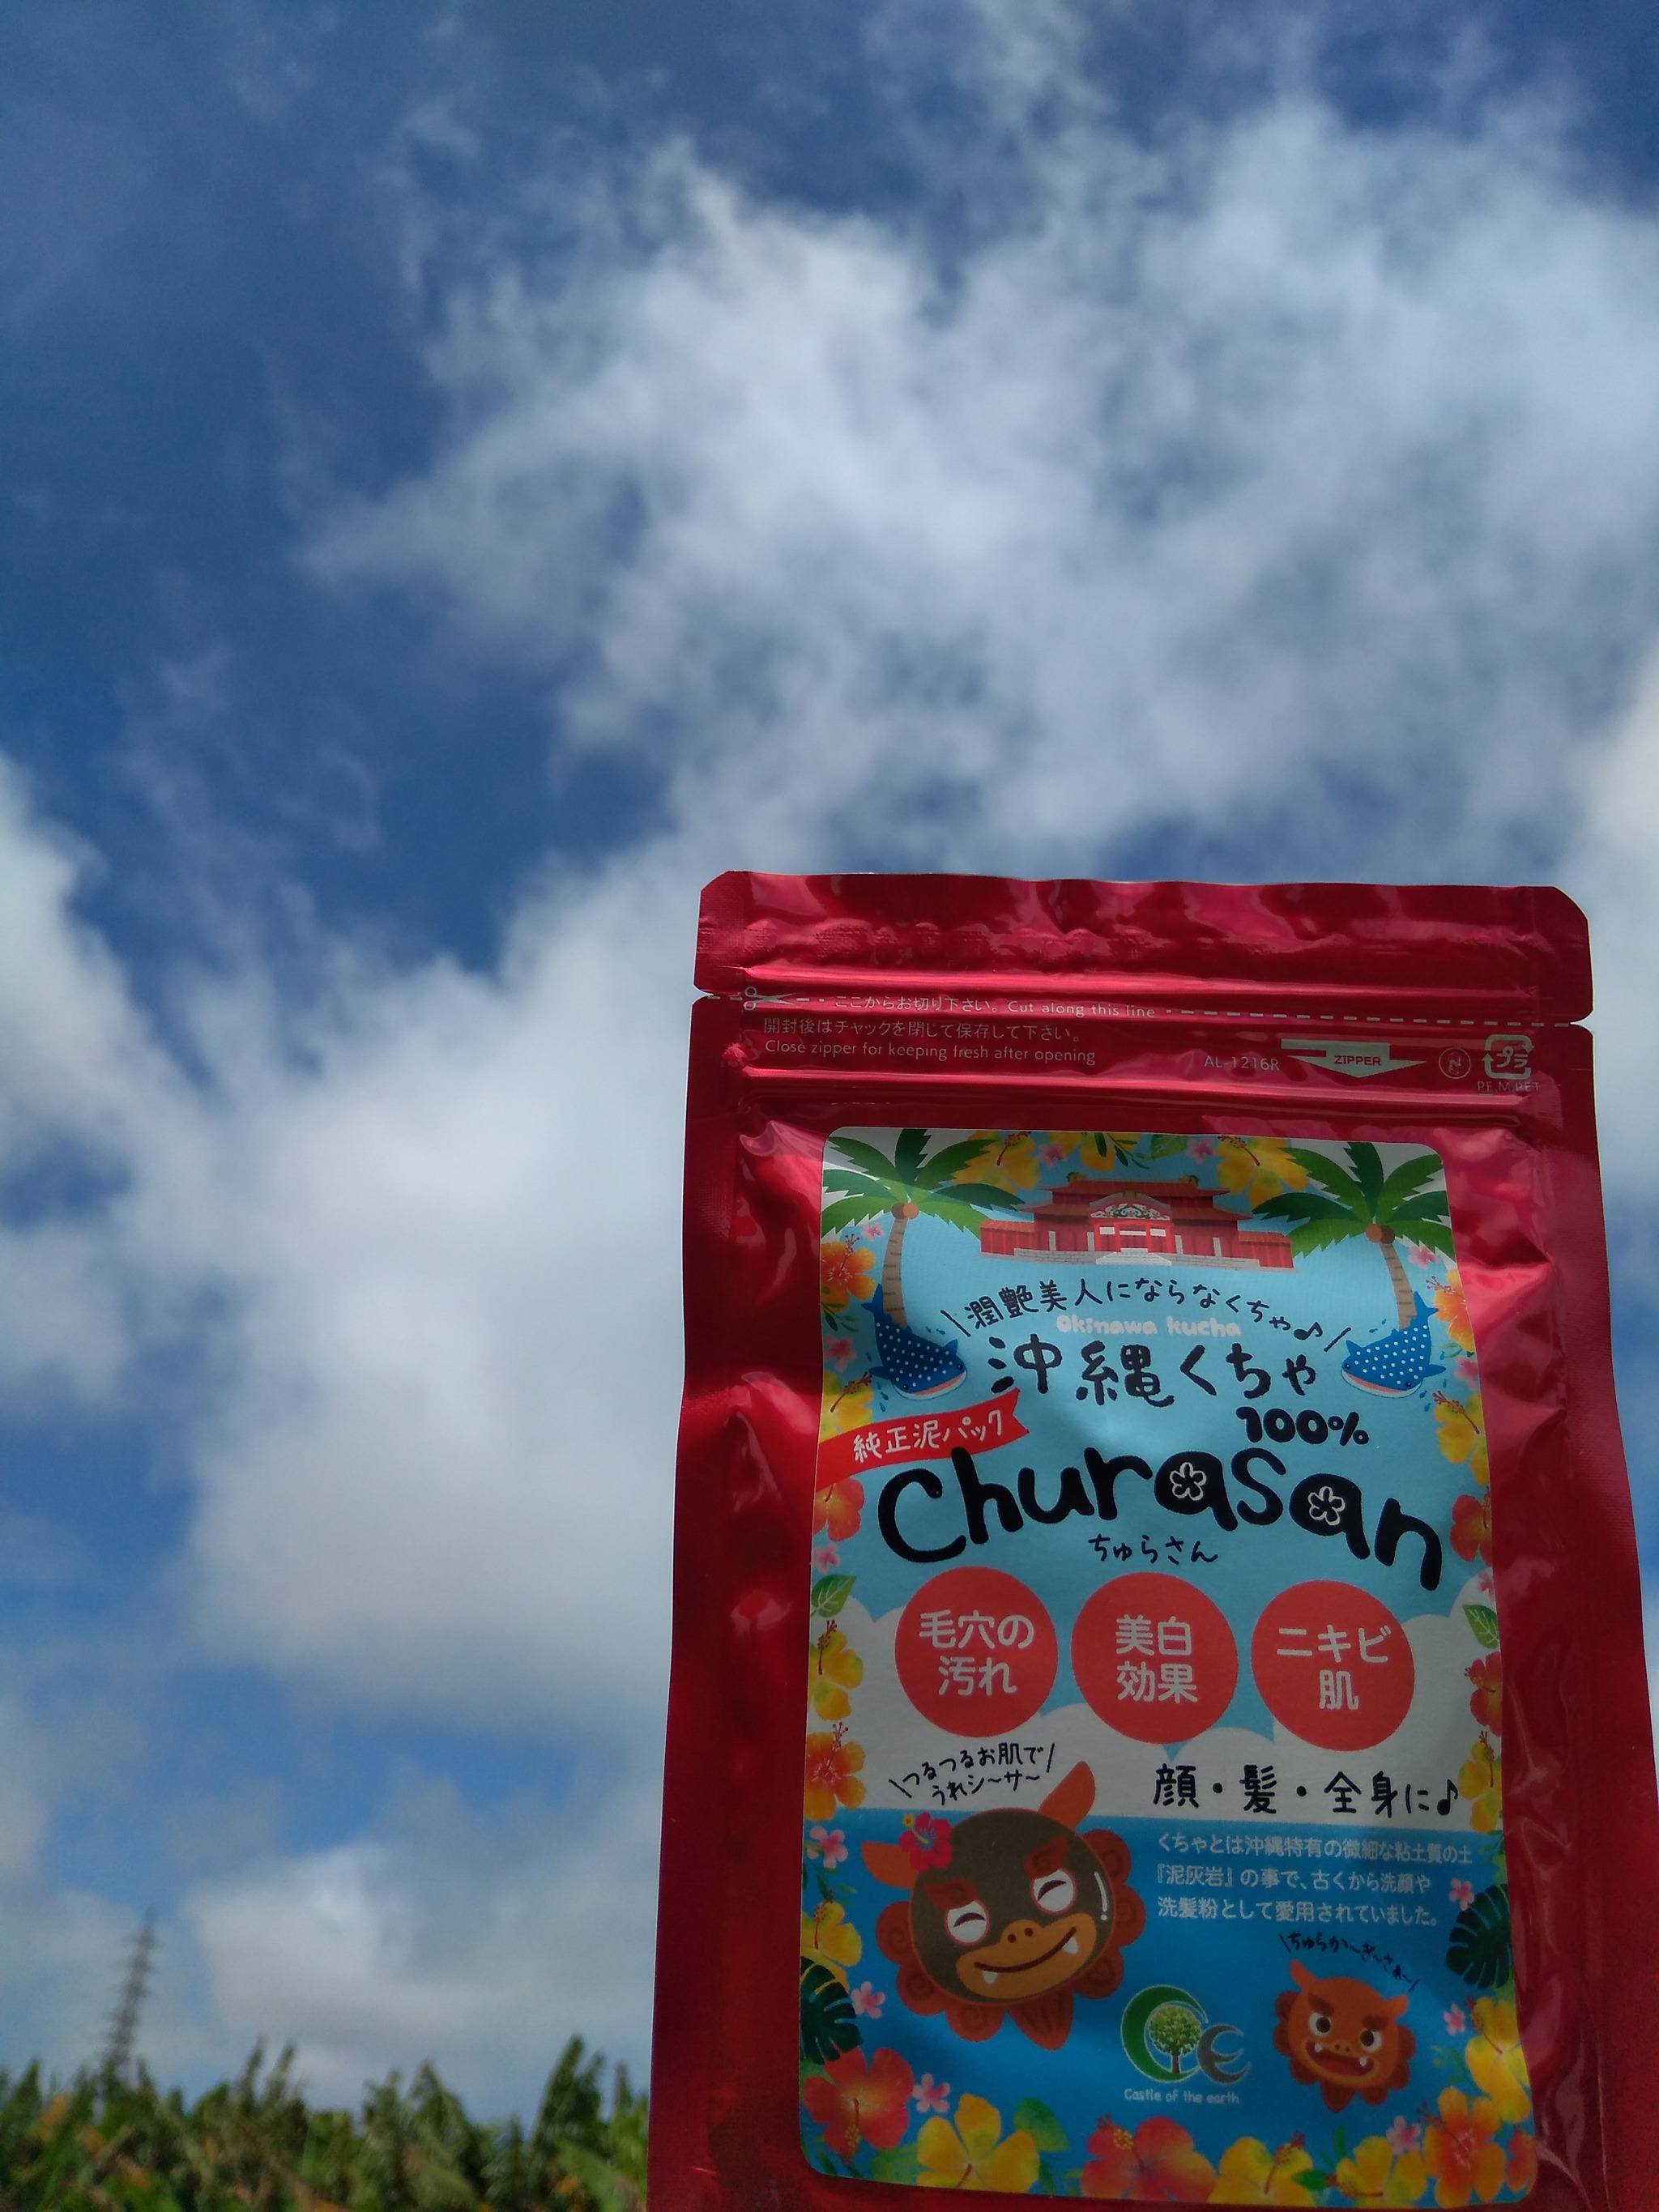 ここからお切り下さい。Cut along this line
開封後はチャックを閉じて保存して下さい。
Close zipper for keeping fresh after opening
AL-1216R
ZIPPER
プラ
PE,M,PET
潤艶美人にならなくちゃ♪
Okinawa kucha
沖縄くちゃ
100%
純正泥パック
Churasan
ちゅらさん
毛穴の
汚れ
美白
効果
ニキビ
肌
つるつるお肌で
うれシ〜サ〜
顔・髪・全身に♪
くちゃとは沖縄特有の微細な粘土質の土
『泥灰岩』の事で、古くから洗顔や
洗髪粉として愛用されていました。
ちゅらか〜ぎ〜さぁ〜
CE
Castle of the earth